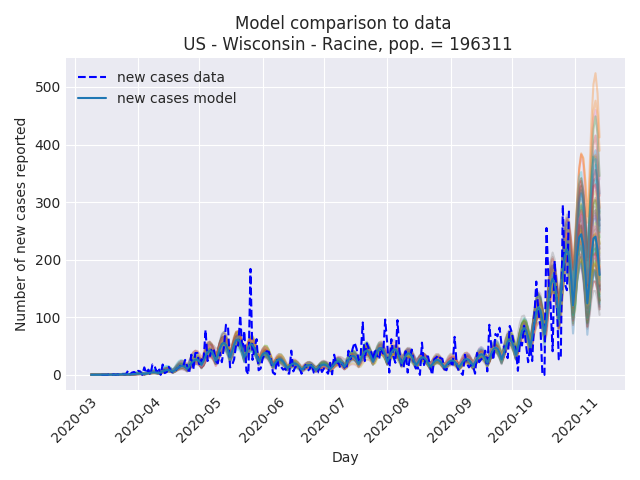 Model comparison to data
US - Wisconsin - Racine, pop. = 196311
new cases data
new cases model
Number of new cases reported
500
400
300
200
100
0
2020-03
2020-04
2020-05
2020-06
2020-07
2020-08
2020-09
2020-10
2020-11
Day